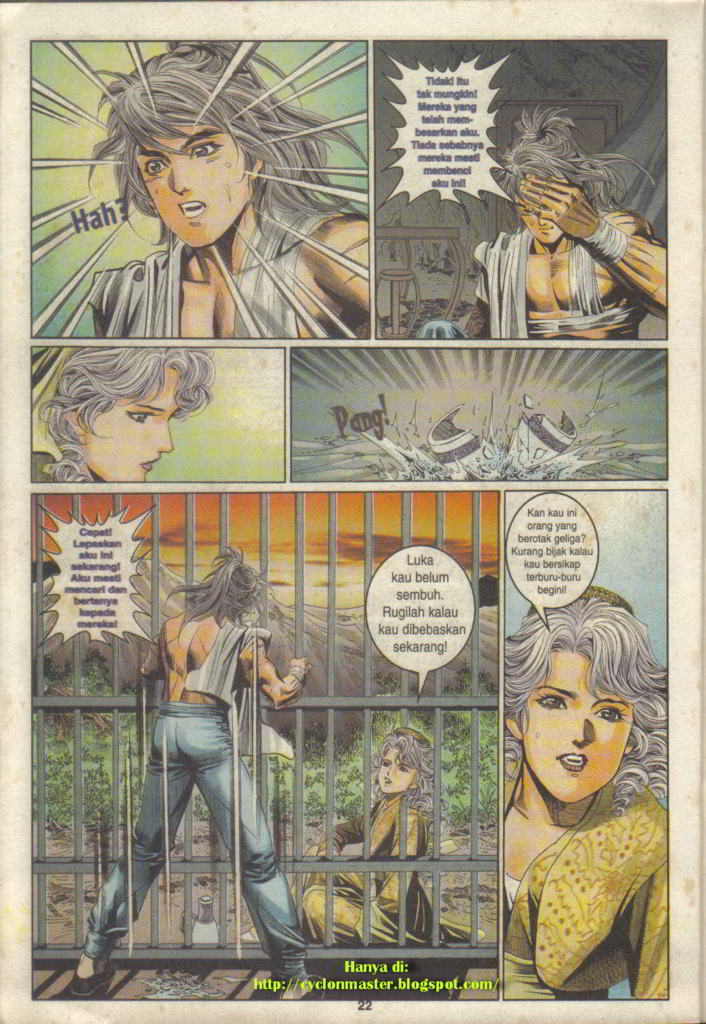 Hah?
Tidak! Itu
tak mungkin!
Mereka yang
telah mem-
besarkan aku.
Tiada sebabnya
mereka mesti
membenci
aku ini!
Pang!
Cepat!
Lepaskan
aku ini
sekarang!
Aku mesti
mencari dan
bertanya
kepada
mereka!
Luka
kau belum
sembuh.
Rugilah kalau
kau dibebaskan
sekarang!
Kan kau ini
orang yang
berotak geliga?
Kurang bijak kalau
kau bersikap
terburu-buru
begini!
Hanya di:
http://cyclonmaster.blogspot.com/
22